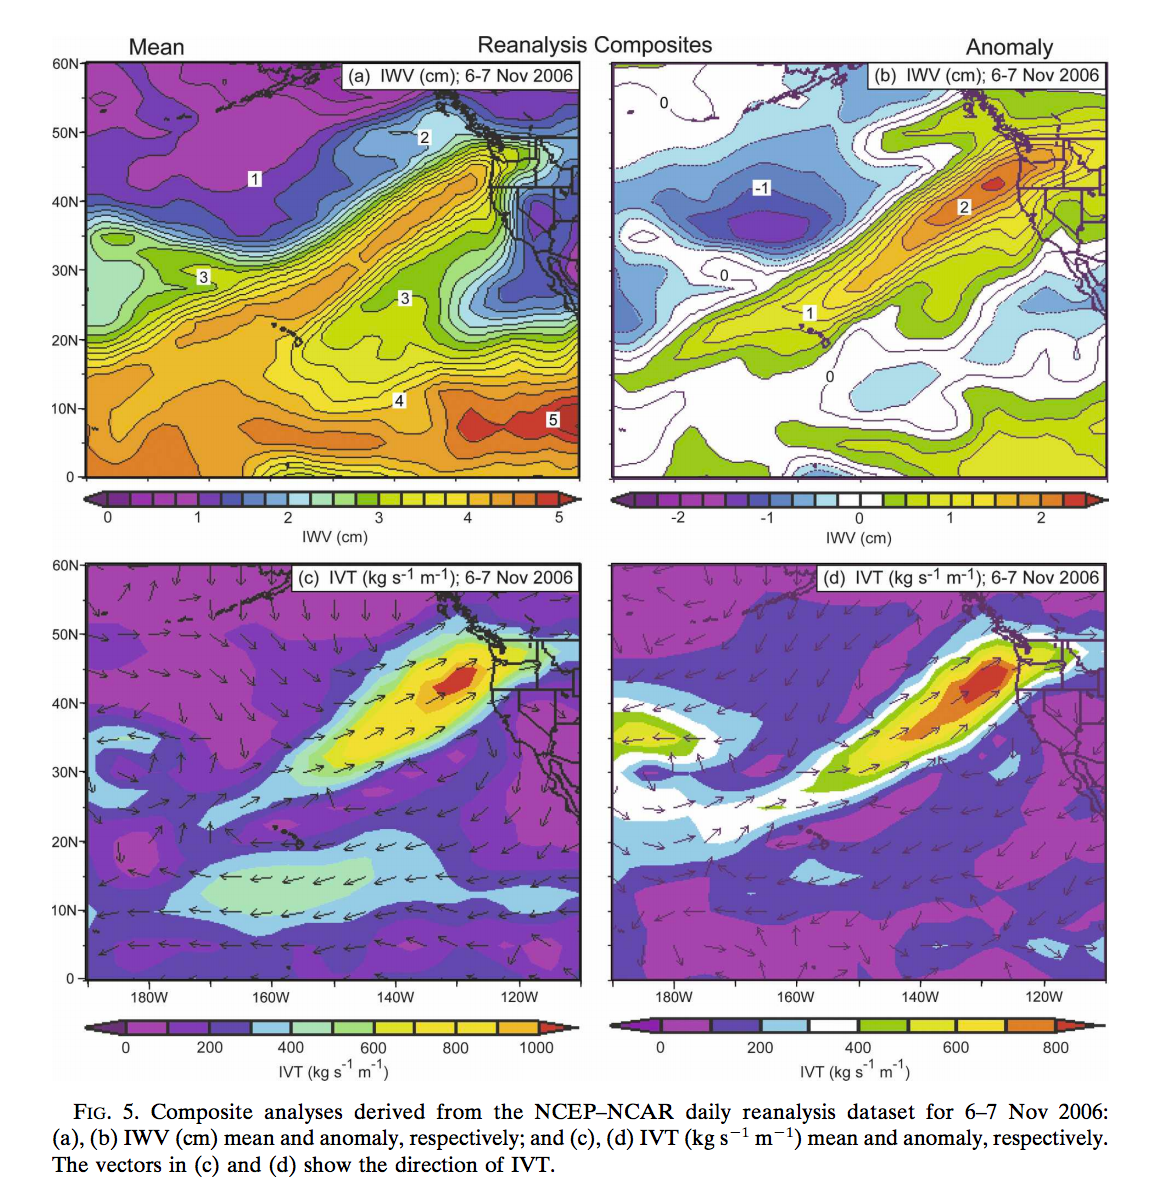 Mean
Reanalysis Composites
Anomaly
(a) IWV (cm); 6-7 Nov 2006
60N
50N
40N
30N
20N
10N
0
2
1
3
3
4
5
0 1 2 3 4 5
IWV (cm)
(b) IWV (cm); 6-7 Nov 2006
0
-1
2
0
1
0
-2 -1 0 1 2
IWV (cm)
(c) IVT (kg s-1 m-1); 6-7 Nov 2006
60N
50N
40N
30N
20N
10N
0
180W 160W 140W 120W
0 200 400 600 800 1000
IVT (kg s-1 m-1)
(d) IVT (kg s-1 m-1); 6-7 Nov 2006
180W 160W 140W 120W
0 200 400 600 800
IVT (kg s-1 m-1)
FIG. 5. Composite analyses derived from the NCEP–NCAR daily reanalysis dataset for 6–7 Nov 2006:
(a), (b) IWV (cm) mean and anomaly, respectively; and (c), (d) IVT (kg s−1 m−1) mean and anomaly, respectively.
The vectors in (c) and (d) show the direction of IVT.